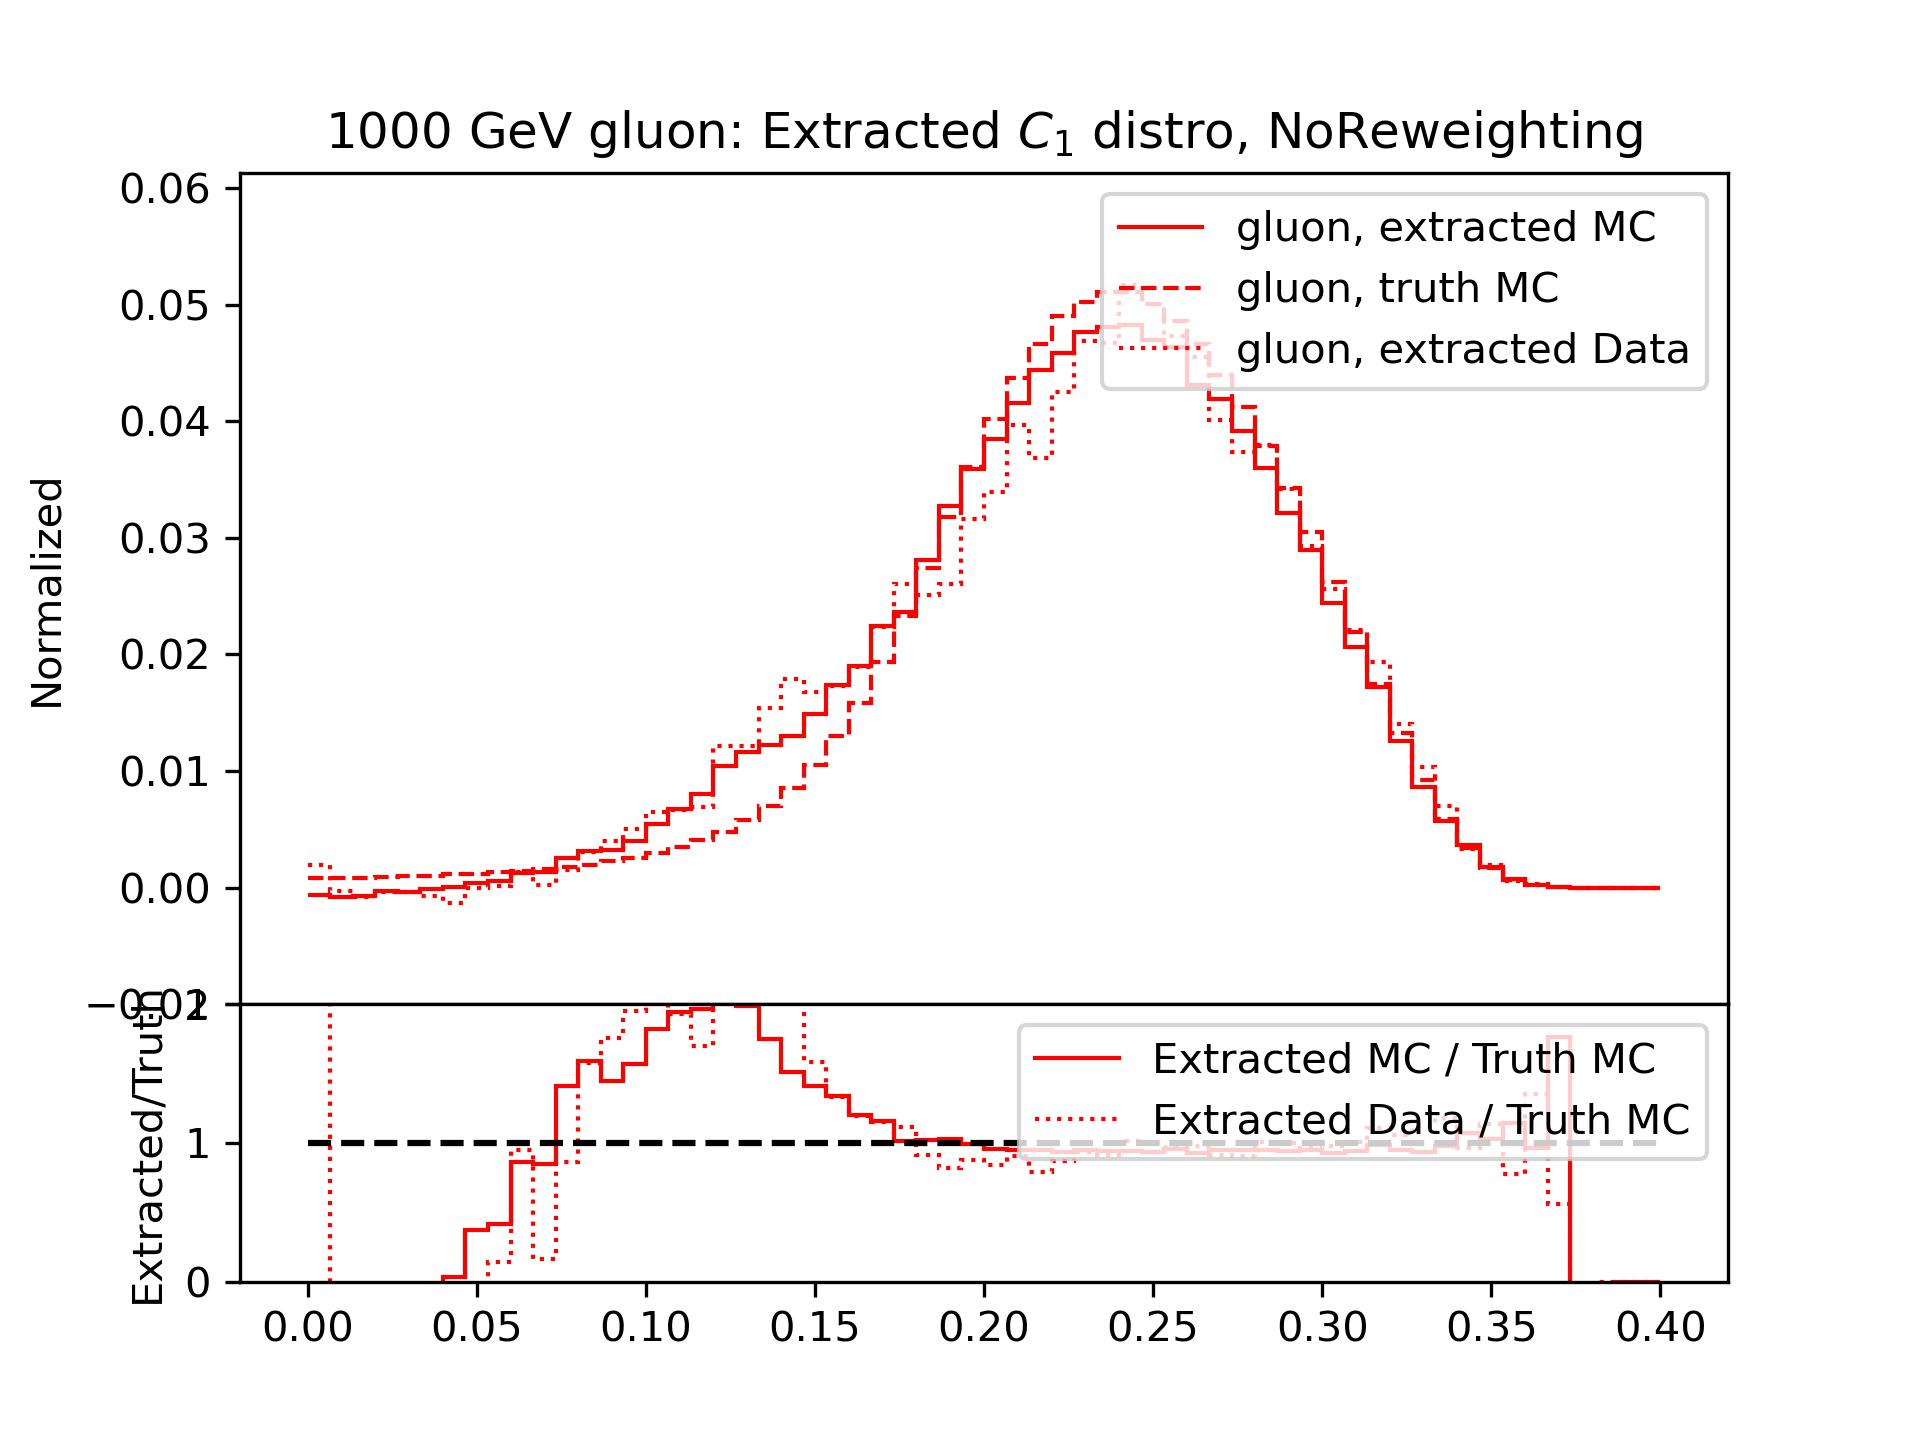 1000 GeV gluon: Extracted C₁ distro, NoReweighting
0.06
0.05
0.04
0.03
0.02
0.01
0.00
−0.01
Normalized
gluon, extracted MC
gluon, truth MC
gluon, extracted Data
2
1
0
Extracted/Truth
Extracted MC / Truth MC
Extracted Data / Truth MC
0.00 0.05 0.10 0.15 0.20 0.25 0.30 0.35 0.40